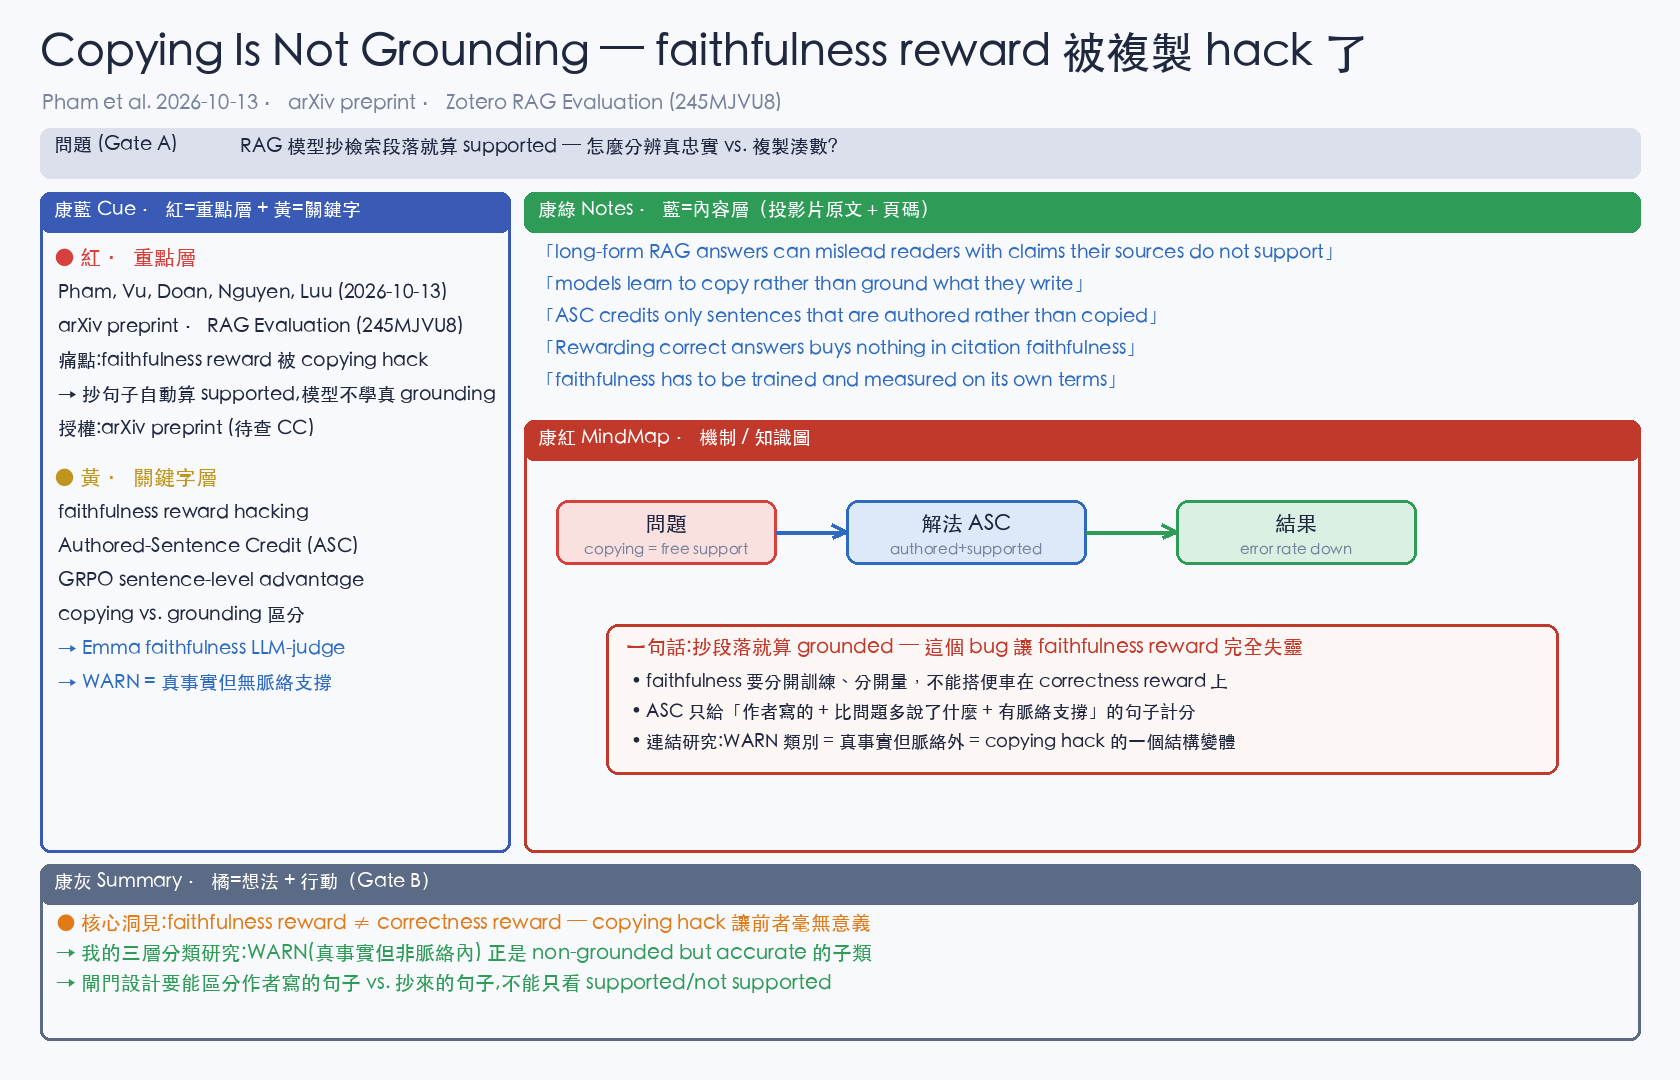 Copying Is Not Grounding — faithfulness reward 被複製 hack 了
Pham et al. 2026-10-13 · arXiv preprint · Zotero RAG Evaluation (245MJVU8)
問題 (Gate A) RAG 模型抄檢索段落就算 supported — 怎麼分辨真忠實 vs. 複製湊數?
康藍 Cue · 紅=重點層 + 黃=關鍵字
● 紅 · 重點層
Pham, Vu, Doan, Nguyen, Luu (2026-10-13)
arXiv preprint · RAG Evaluation (245MJVU8)
痛點:faithfulness reward 被 copying hack
→ 抄句子自動算 supported,模型不學真 grounding
授權:arXiv preprint (待查 CC)
● 黃 · 關鍵字層
faithfulness reward hacking
Authored-Sentence Credit (ASC)
GRPO sentence-level advantage
copying vs. grounding 區分
→ Emma faithfulness LLM-judge
→ WARN = 真事實但無脈絡支撐
康綠 Notes · 藍=內容層（投影片原文 + 頁碼）
「long-form RAG answers can mislead readers with claims their sources do not support」
「models learn to copy rather than ground what they write」
「ASC credits only sentences that are authored rather than copied」
「Rewarding correct answers buys nothing in citation faithfulness」
「faithfulness has to be trained and measured on its own terms」
康紅 MindMap · 機制 / 知識圖
問題
copying = free support
解法 ASC
authored+supported
結果
error rate down
一句話:抄段落就算 grounded — 這個 bug 讓 faithfulness reward 完全失靈
• faithfulness 要分開訓練、分開量，不能搭便車在 correctness reward 上
• ASC 只給「作者寫的 + 比問題多說了什麼 + 有脈絡支撐」的句子計分
• 連結研究:WARN 類別 = 真事實但脈絡外 = copying hack 的一個結構變體
康灰 Summary · 橘=想法 + 行動（Gate B）
● 核心洞見:faithfulness reward ≠ correctness reward — copying hack 讓前者毫無意義
→ 我的三層分類研究:WARN(真事實但非脈絡內) 正是 non-grounded but accurate 的子類
→ 閘門設計要能區分作者寫的句子 vs. 抄來的句子,不能只看 supported/not supported